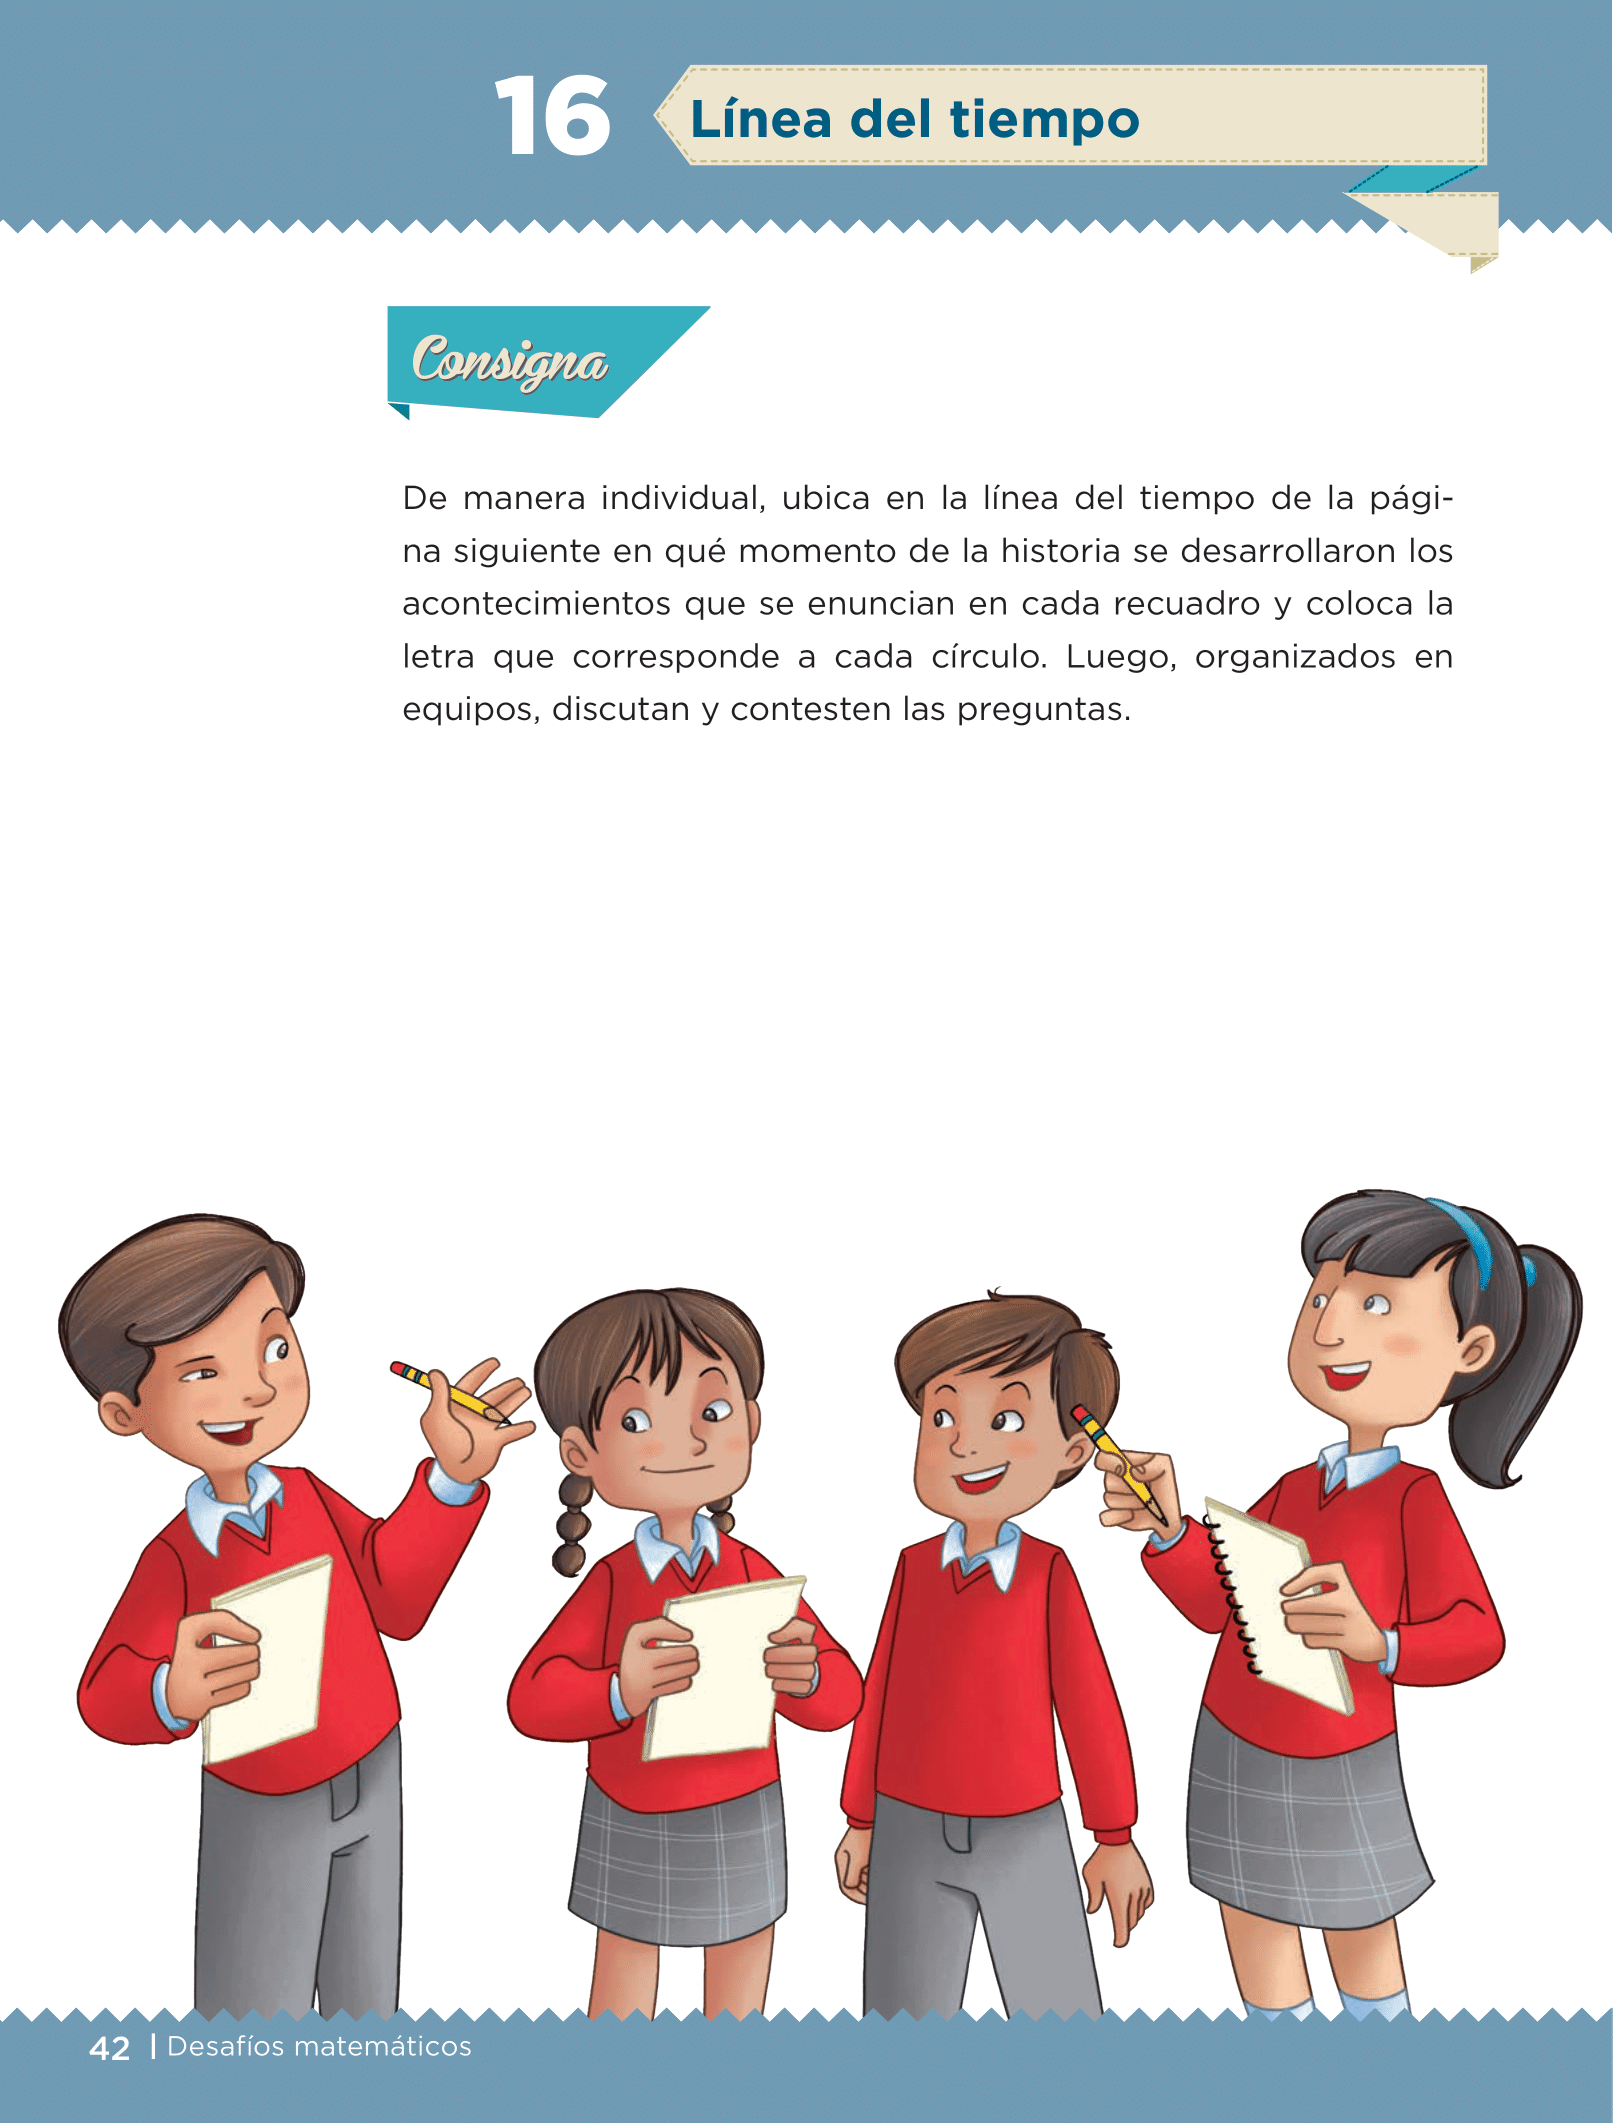 16
Línea del tiempo
Consigna
De manera individual, ubica en la línea del tiempo de la pági-
na siguiente en qué momento de la historia se desarrollaron los
acontecimientos que se enuncian en cada recuadro y coloca la
letra que corresponde a cada círculo. Luego, organizados en
equipos, discutan y contesten las preguntas.
42 | Desafíos matemáticos